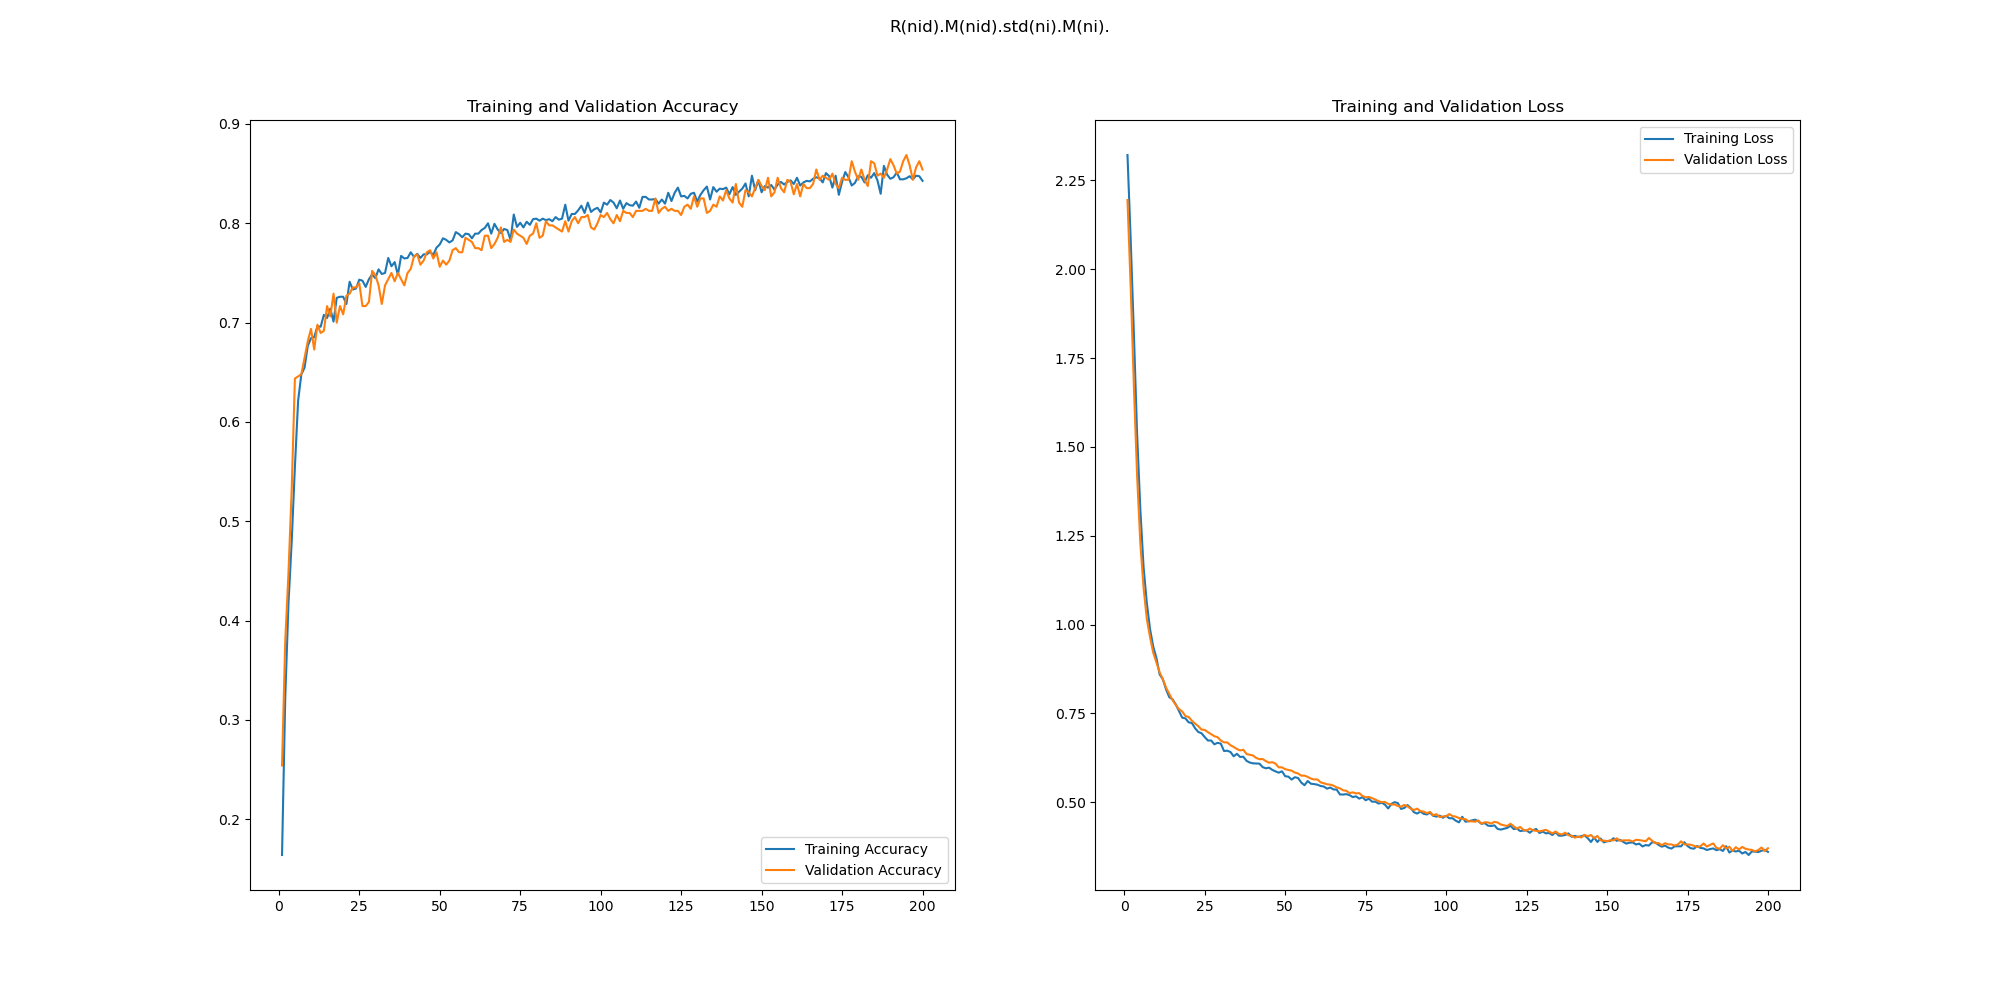 R(nid).M(nid).std(ni).M(ni).
Training and Validation Accuracy
0.9
0.8
0.7
0.6
0.5
0.4
0.3
0.2
0 25 50 75 100 125 150 175 200
Training Accuracy
Validation Accuracy
Training and Validation Loss
2.25
2.00
1.75
1.50
1.25
1.00
0.75
0.50
0 25 50 75 100 125 150 175 200
Training Loss
Validation Loss